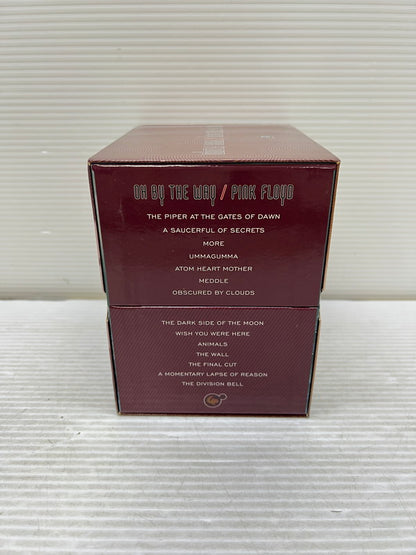 OH BY THE WAY / PINK FLOYD
THE PIPER AT THE GATES OF DAWN
A SAUCERFUL OF SECRETS
MORE
UMMAGUMMA
ATOM HEART MOTHER
MEDDLE
OBSCURED BY CLOUDS
THE DARK SIDE OF THE MOON
WISH YOU WERE HERE
ANIMALS
THE WALL
THE FINAL CUT
A MOMENTARY LAPSE OF REASON
THE DIVISION BELL